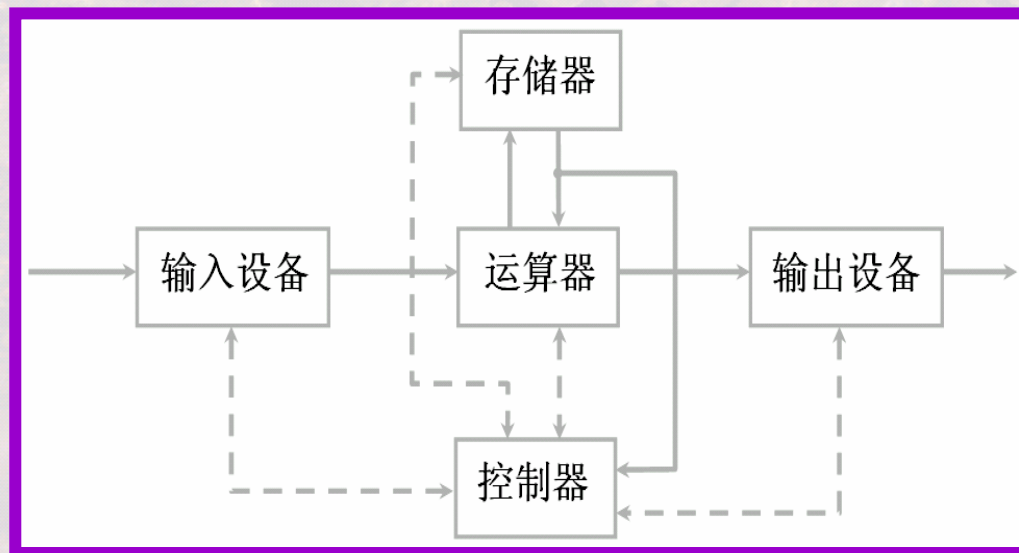 存储器
输入设备
运算器
输出设备
控制器